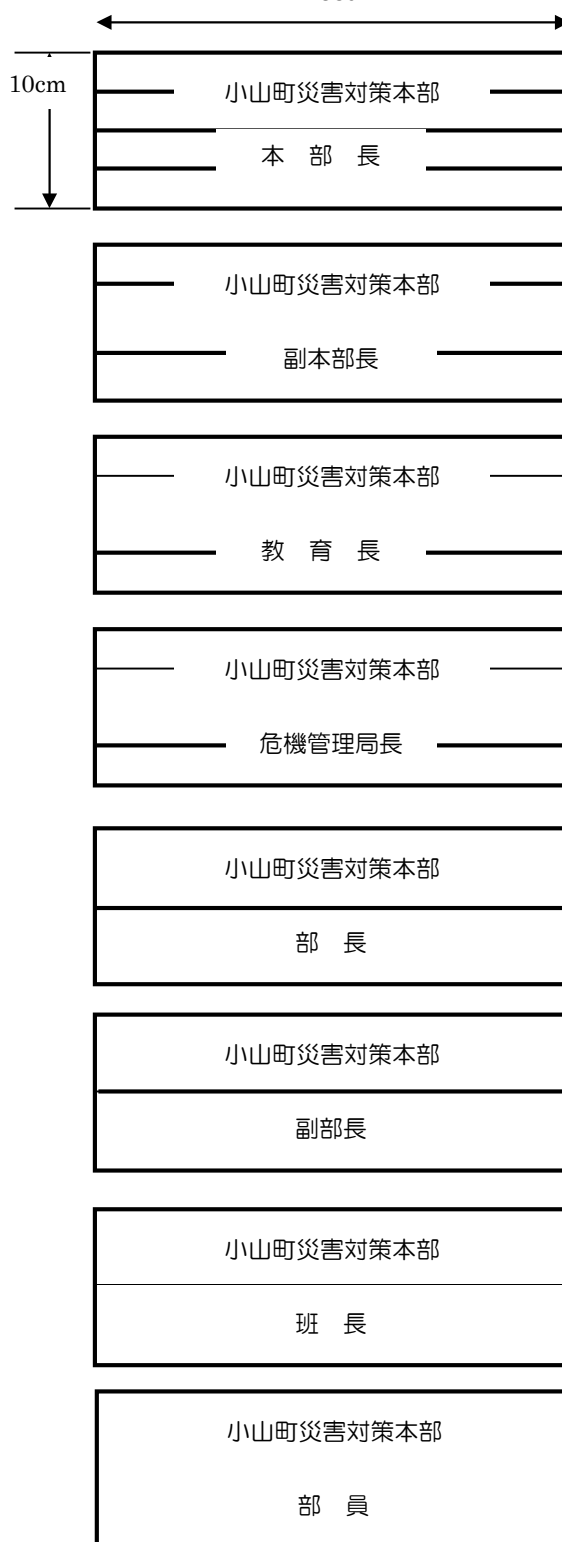 10cm
小山町災害対策本部
本　部　長
小山町災害対策本部
副本部長
小山町災害対策本部
教　育　長
小山町災害対策本部
危機管理局長
小山町災害対策本部
部　長
小山町災害対策本部
副部長
小山町災害対策本部
班　長
小山町災害対策本部
部　員